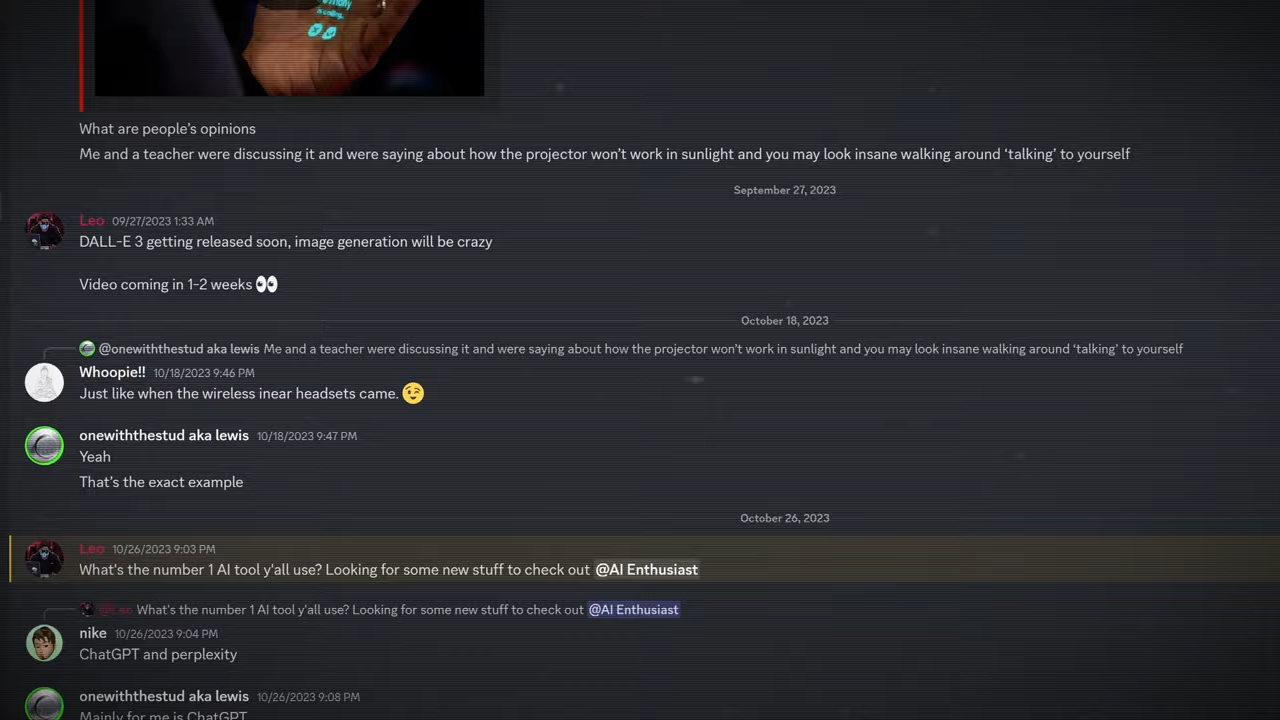 is calling
What are people's opinions
Me and a teacher were discussing it and were saying about how the projector won't work in sunlight and you may look insane walking around ‘talking’ to yourself
September 27, 2023
Leo 09/27/2023 1:33 AM
DALL-E 3 getting released soon, image generation will be crazy
Video coming in 1-2 weeks 👀
October 18, 2023
@onewiththestud aka lewis Me and a teacher were discussing it and were saying about how the projector won't work in sunlight and you may look insane walking around ‘talking’ to yourself
Whoopie!! 10/18/2023 9:46 PM
Just like when the wireless inear headsets came. 😉
onewiththestud aka lewis 10/18/2023 9:47 PM
Yeah
That's the exact example
October 26, 2023
Leo 10/26/2023 9:03 PM
What's the number 1 AI tool y'all use? Looking for some new stuff to check out @AI Enthusiast
@Leo What's the number 1 AI tool y'all use? Looking for some new stuff to check out @AI Enthusiast
nike 10/26/2023 9:04 PM
ChatGPT and perplexity
onewiththestud aka lewis 10/26/2023 9:08 PM
Mainly for me is ChatGPT